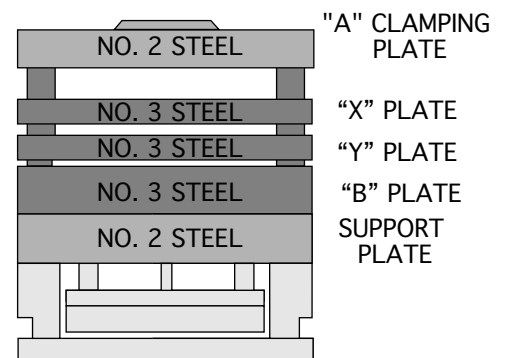 "A" CLAMPING
PLATE
NO. 2 STEEL
NO. 3 STEEL
“X” PLATE
NO. 3 STEEL
“Y” PLATE
NO. 3 STEEL
“B” PLATE
NO. 2 STEEL
SUPPORT
PLATE